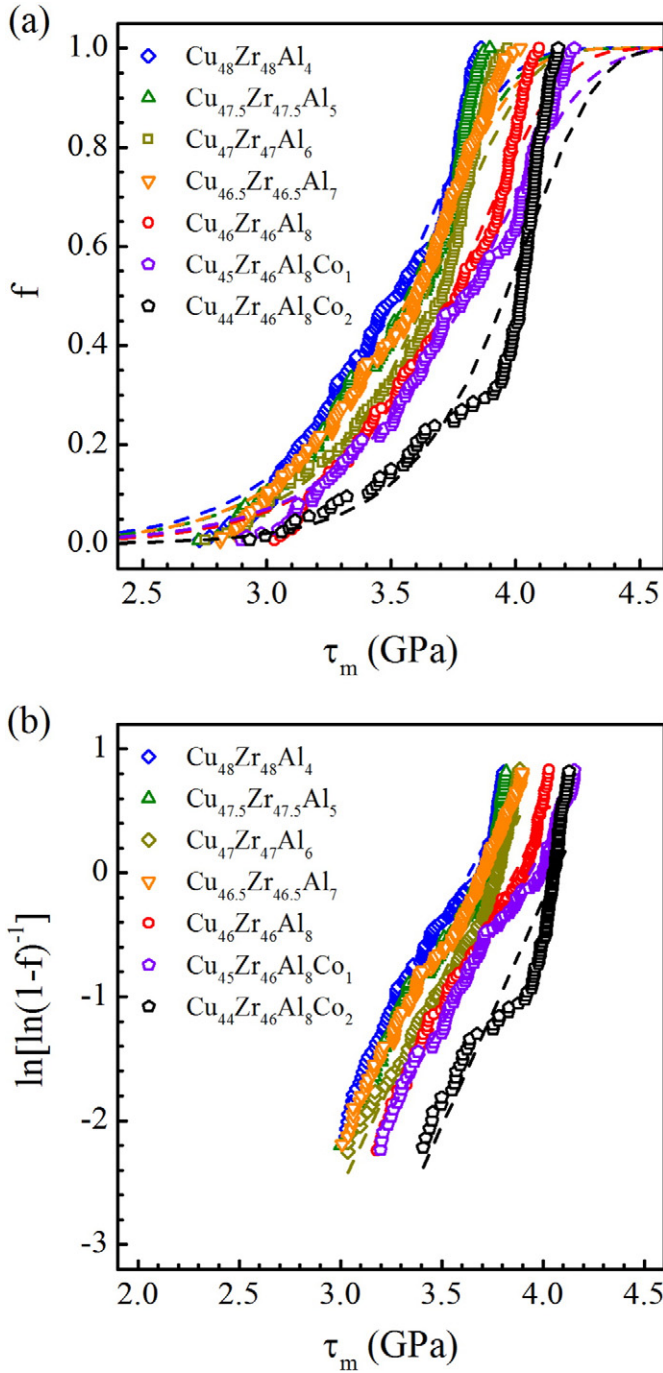 (a)
1.0
0.8
0.6
0.4
0.2
0.0
f
Cu48Zr48Al4
Cu47.5Zr47.5Al5
Cu47Zr47Al6
Cu46.5Zr46.5Al7
Cu46Zr46Al8
Cu45Zr46Al8Co1
Cu44Zr46Al8Co2
2.5 3.0 3.5 4.0 4.5
τm (GPa)
(b)
1
0
-1
-2
-3
ln[ln(1-f)-1]
Cu48Zr48Al4
Cu47.5Zr47.5Al5
Cu47Zr47Al6
Cu46.5Zr46.5Al7
Cu46Zr46Al8
Cu45Zr46Al8Co1
Cu44Zr46Al8Co2
2.0 2.5 3.0 3.5 4.0 4.5
τm (GPa)